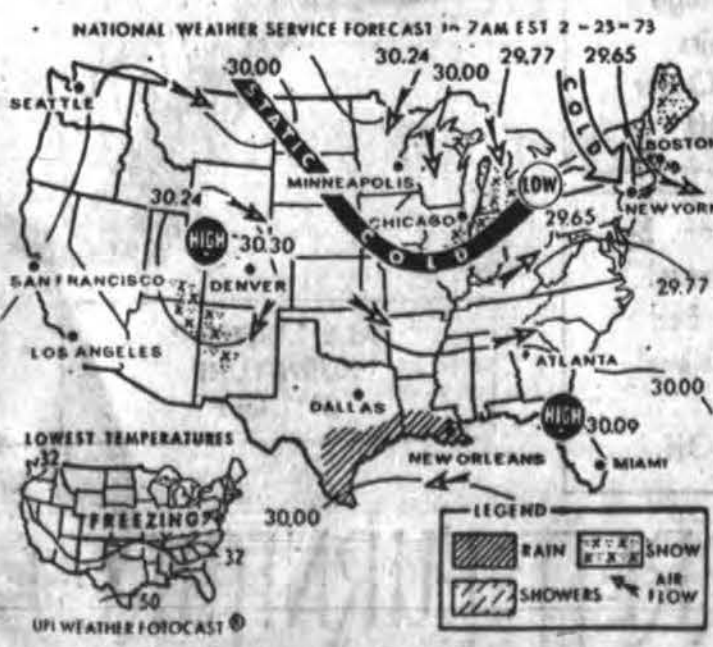 NATIONAL WEATHER SERVICE FORECAST to 7AM EST 2 - 23 - 73
30.00
30.24
30.00
29.77
29.65
SEATTLE
STATIC
COLD
BOSTON
MINNEAPOLIS
LOW
NEW YORK
30.24
CHICAGO
29.65
HIGH
30.30
COLD
SAN FRANCISCO
DENVER
29.77
LOS ANGELES
ATLANTA
30.00
DALLAS
HIGH
30.09
LOWEST TEMPERATURES
NEW ORLEANS
MIAMI
32
FREEZING
30.00
LEGEND
RAIN
SNOW
32
SHOWERS
AIR
FLOW
50
UPI WEATHER FOTOCAST ®